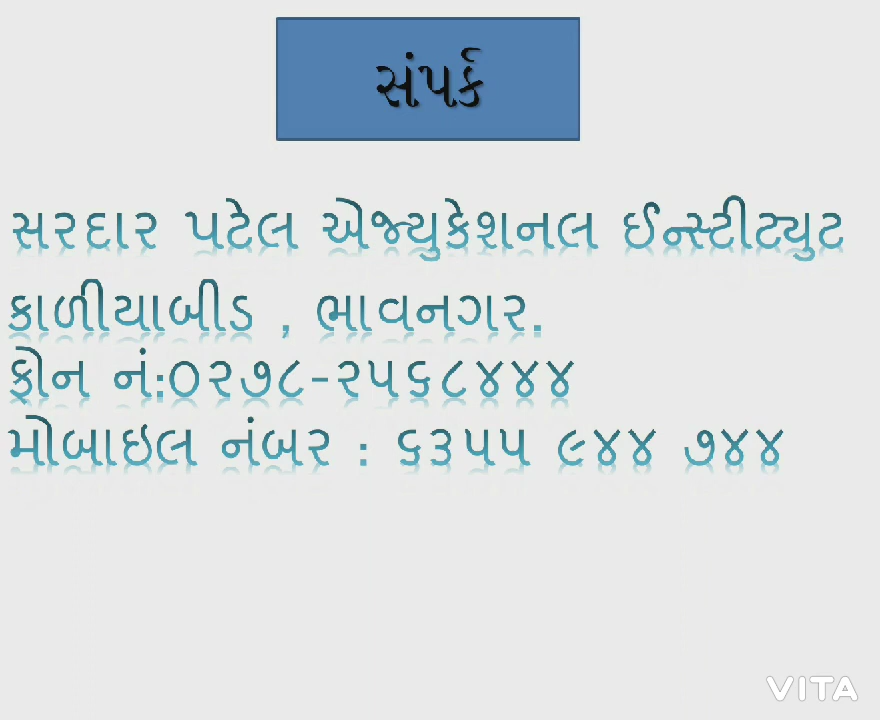 સંપર્ક
સરદાર પટેલ એજ્યુકેશનલ ઈન્સ્ટીટ્યુટ
કાળીયાબીડ , ભાવનગર.
ફોન નં:૦૨૭૮-૨૫૬૮૪૪૪
મોબાઇલ નંબર : ૬૩૫૫ ૯૪૪ ૭૪૪
VITA